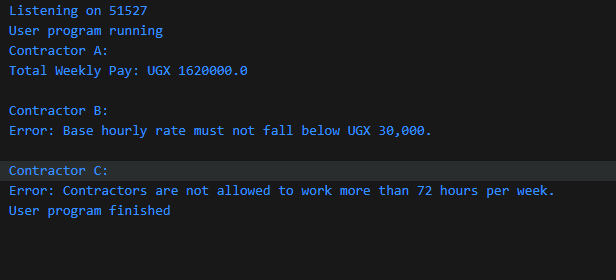 Listening on 51527
User program running
Contractor A:
Total Weekly Pay: UGX 1620000.0
Contractor B:
Error: Base hourly rate must not fall below UGX 30,000.
Contractor C:
Error: Contractors are not allowed to work more than 72 hours per week.
User program finished